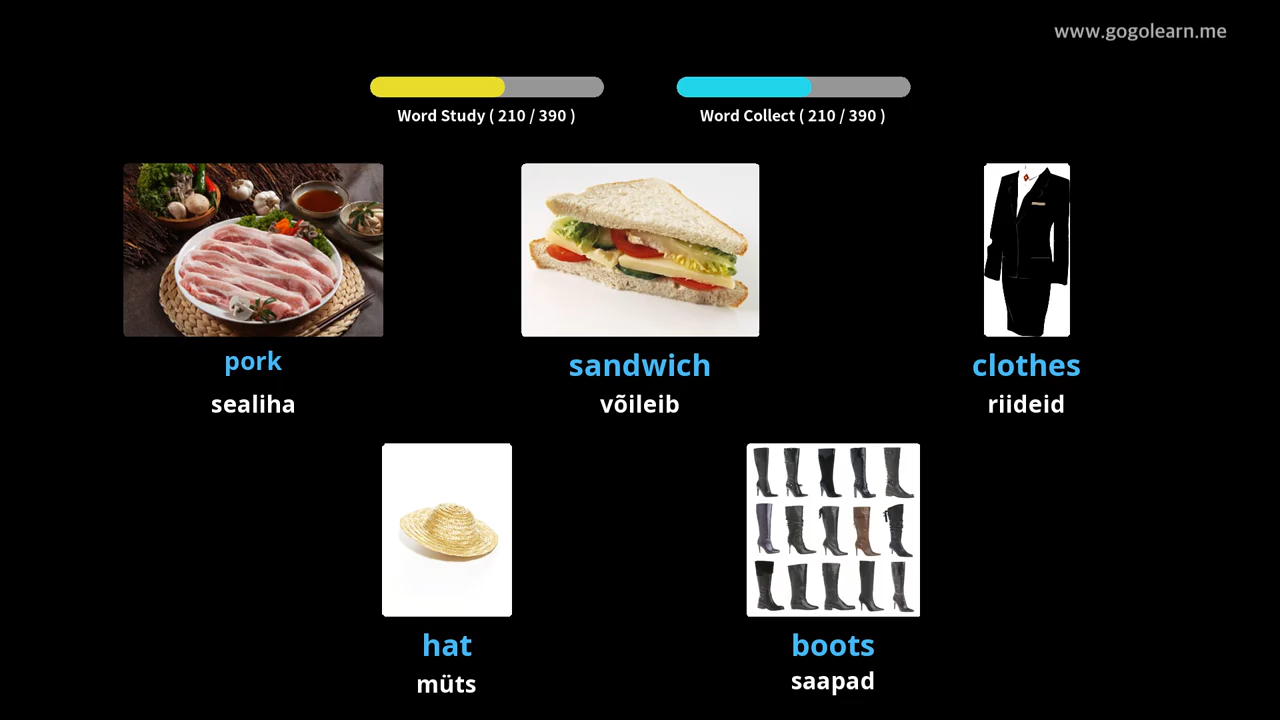 www.gogolearn.me
Word Study ( 210 / 390 )
Word Collect ( 210 / 390 )
pork
sealiha
sandwich
võileib
clothes
riideid
hat
müts
boots
saapad